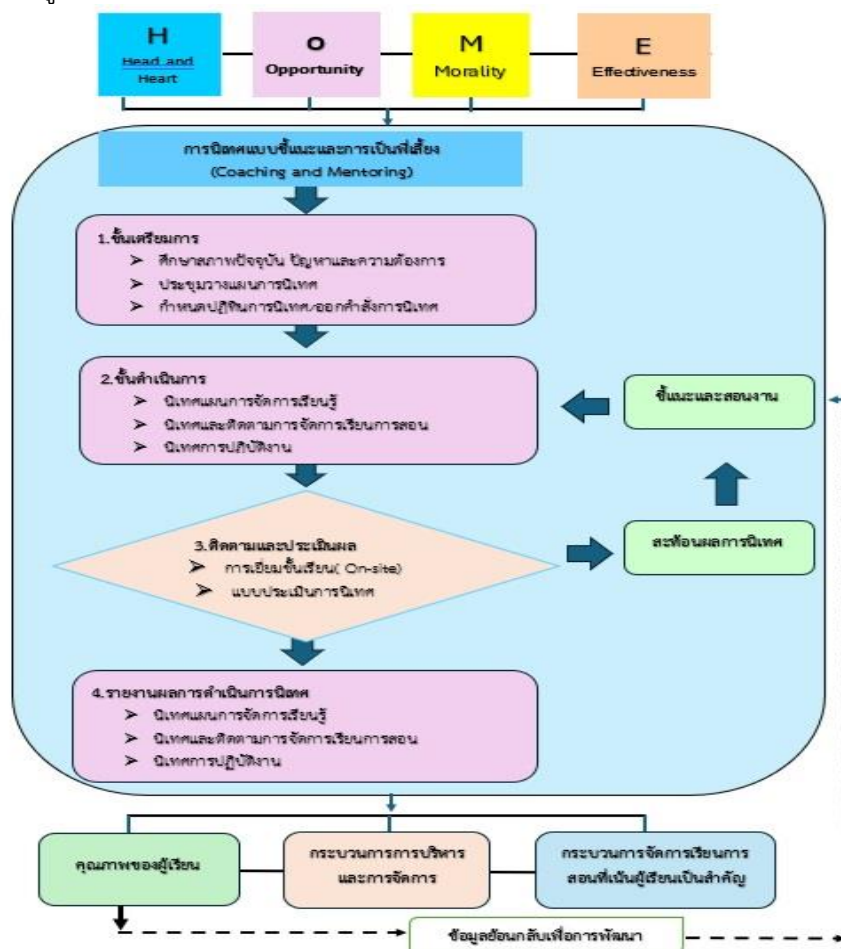 H
Head and
Heart
O
Opportunity
M
Morality
E
Effectiveness
การนิเทศแบบชี้แนะและการเป็นพี่เลี้ยง
(Coaching and Mentoring)
1.ขั้นเตรียมการ
➤ ศึกษาสภาพปัจจุบัน ปัญหาและความต้องการ
➤ ประชุมวางแผนการนิเทศ
➤ กำหนดปฏิทินการนิเทศ/ออกคำสั่งการนิเทศ
2.ขั้นดำเนินการ
➤ นิเทศแผนการจัดการเรียนรู้
➤ นิเทศและติดตามการจัดการเรียนการสอน
➤ นิเทศการปฏิบัติงาน
ชี้แนะและสอนงาน
3.ติดตามและประเมินผล
➤ การเยี่ยมชั้นเรียน( On-site)
➤ แบบประเมินการนิเทศ
สะท้อนผลการนิเทศ
4.รายงานผลการดำเนินการนิเทศ
➤ นิเทศแผนการจัดการเรียนรู้
➤ นิเทศและติดตามการจัดการเรียนการสอน
➤ นิเทศการปฏิบัติงาน
คุณภาพของผู้เรียน
กระบวนการการบริหาร
และการจัดการ
กระบวนการจัดการเรียนการ
สอนที่เน้นผู้เรียนเป็นสำคัญ
ข้อมูลย้อนกลับเพื่อการพัฒนา